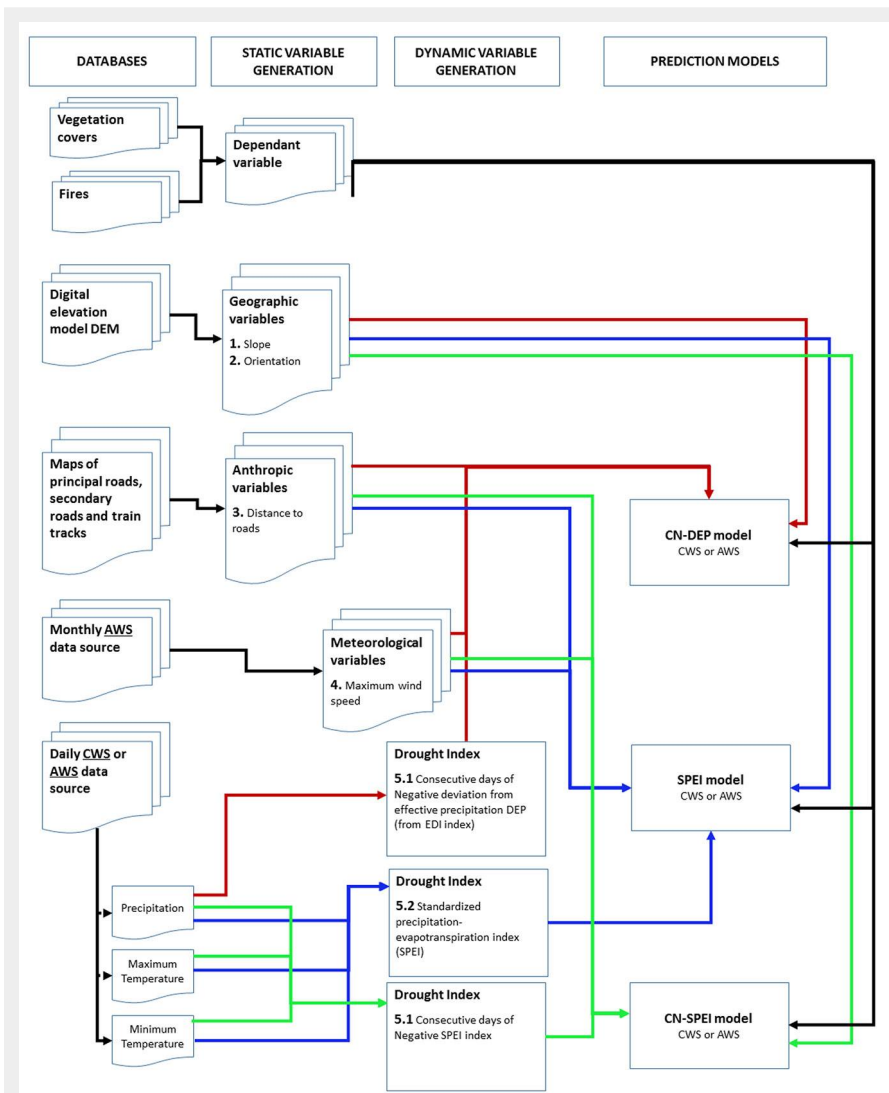 DATABASES
STATIC VARIABLE
GENERATION
DYNAMIC VARIABLE
GENERATION
PREDICTION MODELS
Vegetation
covers
Fires
Dependant
variable
Digital
elevation
model DEM
Geographic
variables
1. Slope
2. Orientation
Maps of
principal roads,
secondary
roads and train
tracks
Anthropic
variables
3. Distance to
roads
CN-DEP model
CWS or AWS
Monthly AWS
data source
Meteorological
variables
4. Maximum wind
speed
Daily CWS or
AWS data
source
Drought Index
5.1 Consecutive days of
Negative deviation from
effective precipitation DEP
(from EDI index)
SPEI model
CWS or AWS
Precipitation
Drought Index
5.2 Standardized
precipitation-
evapotranspiration index
(SPEI)
Maximum
Temperature
Drought Index
5.1 Consecutive days of
Negative SPEI index
Minimum
Temperature
CN-SPEI model
CWS or AWS